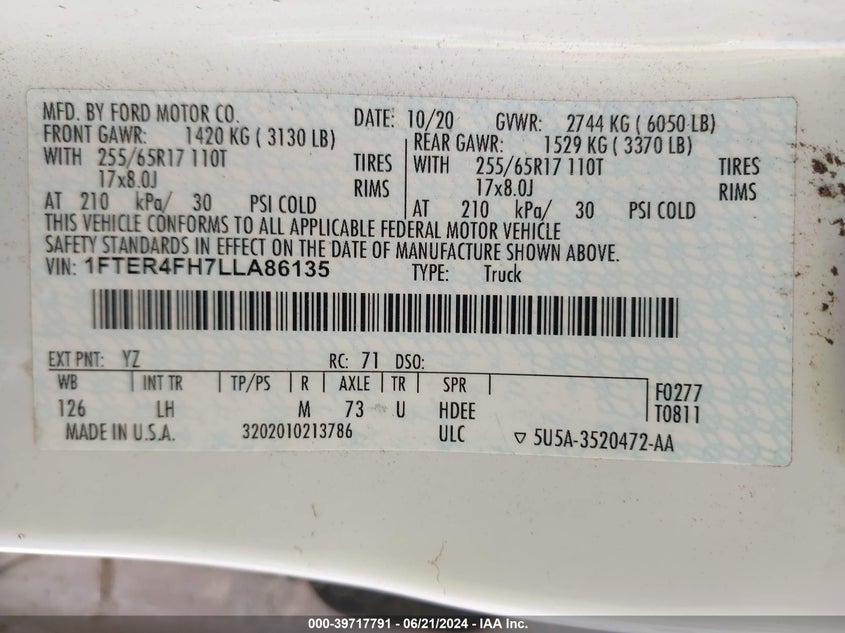 MFD. BY FORD MOTOR CO. DATE: 10/20 GVWR: 2744 KG ( 6050 LB)
FRONT GAWR: 1420 KG ( 3130 LB) REAR GAWR: 1529 KG ( 3370 LB)
WITH 255/65R17 110T TIRES WITH 255/65R17 110T TIRES
17x8.0J RIMS 17x8.0J RIMS
AT 210 kPa/ 30 PSI COLD AT 210 kPa/ 30 PSI COLD
THIS VEHICLE CONFORMS TO ALL APPLICABLE FEDERAL MOTOR VEHICLE
SAFETY STANDARDS IN EFFECT ON THE DATE OF MANUFACTURE SHOWN ABOVE.
VIN: 1FTER4FH7LLA86135 TYPE: Truck
EXT PNT: YZ RC: 71 DSO:
WB INT TR TP/PS R AXLE TR SPR F0277
126 LH M 73 U HDEE T0811
MADE IN U.S.A. 3202010213786 ULC ▽ 5U5A-3520472-AA
000-39717791 - 06/21/2024 - IAA Inc.